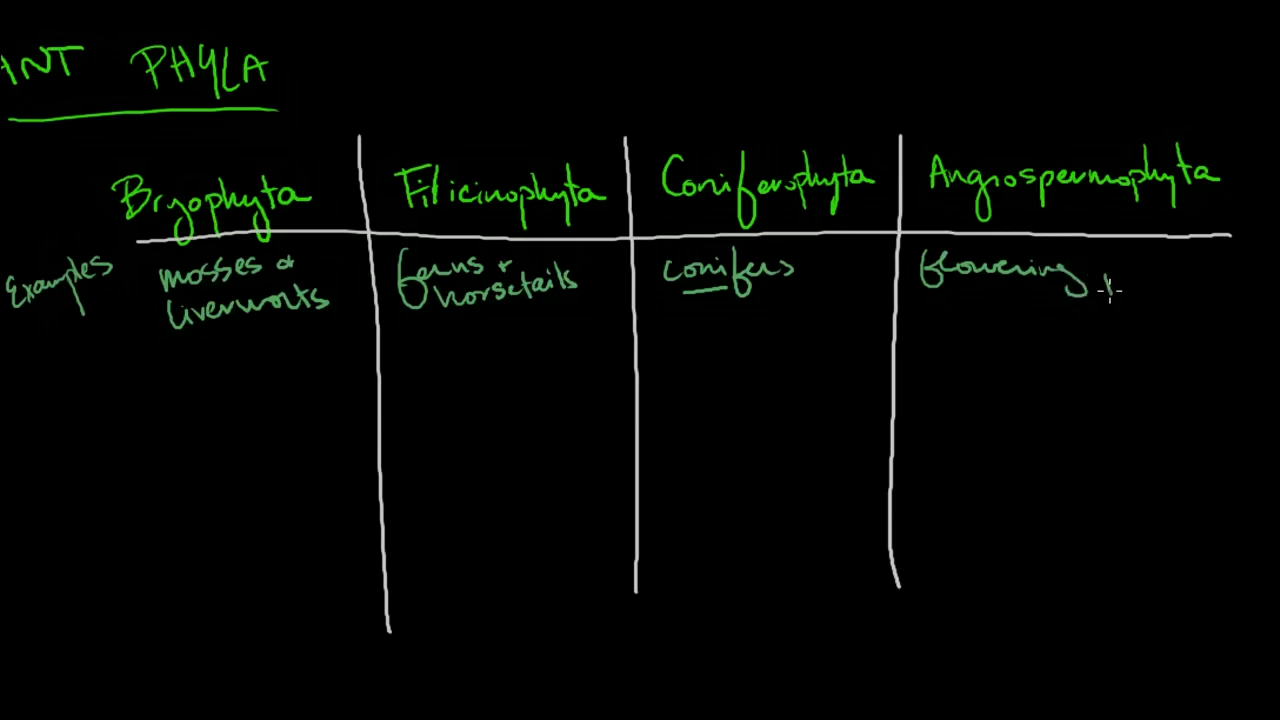 ANT PHYLA
Bryophyta Filicinophyta Coniferophyta Angiospermophyta
Examples mosses & ferns & conifers flowering
liverworts horsetails